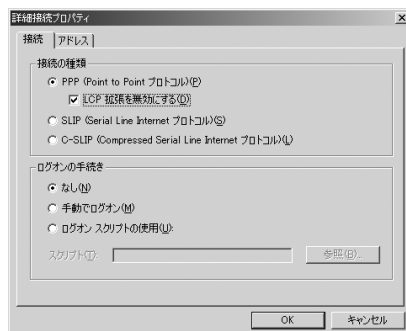 詳細接続プロパティ
接続
アドレス
接続の種類
PPP (Point to Point プロトコル)(P)
LCP 拡張を無効にする(D)
SLIP (Serial Line Internet プロトコル)(S)
C-SLIP (Compressed Serial Line Internet プロトコル)(L)
ログオンの手続き
なし(N)
手動でログオン(M)
ログオン スクリプトの使用(U):
スクリプト(T):
参照(B)...
OK
キャンセル